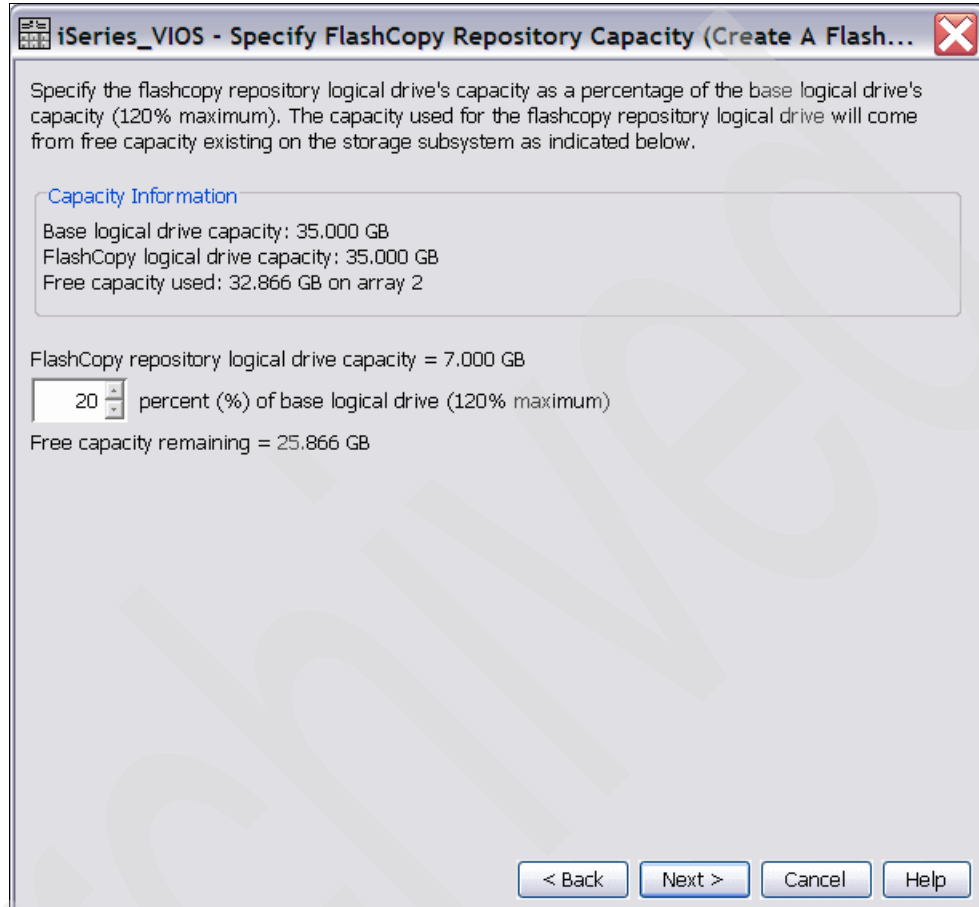 iSeries_VIOS - Specify FlashCopy Repository Capacity (Create A Flash...
Specify the flashcopy repository logical drive's capacity as a percentage of the base logical drive's
capacity (120% maximum). The capacity used for the flashcopy repository logical drive will come
from free capacity existing on the storage subsystem as indicated below.
Capacity Information
Base logical drive capacity: 35.000 GB
FlashCopy logical drive capacity: 35.000 GB
Free capacity used: 32.866 GB on array 2
FlashCopy repository logical drive capacity = 7.000 GB
20 percent (%) of base logical drive (120% maximum)
Free capacity remaining = 25.866 GB
< Back Next > Cancel Help